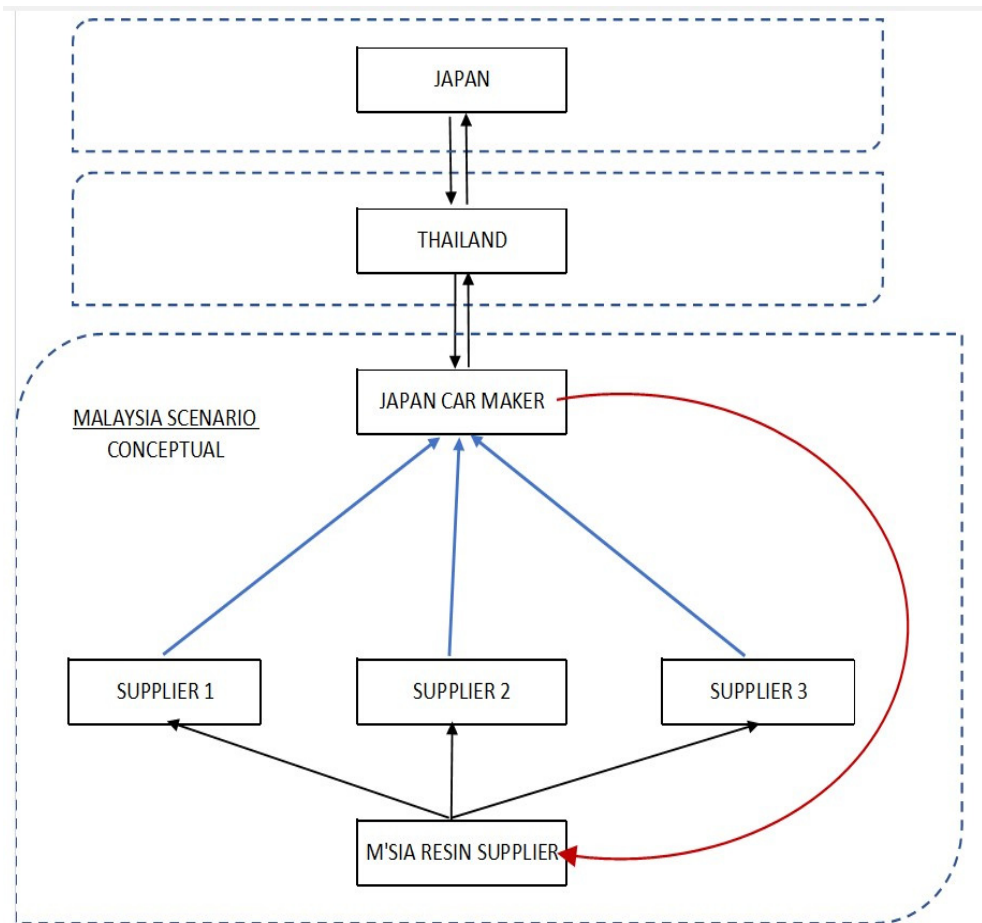 JAPAN
THAILAND
JAPAN CAR MAKER
MALAYSIA SCENARIO
CONCEPTUAL
SUPPLIER 1
SUPPLIER 2
SUPPLIER 3
M'SIA RESIN SUPPLIER